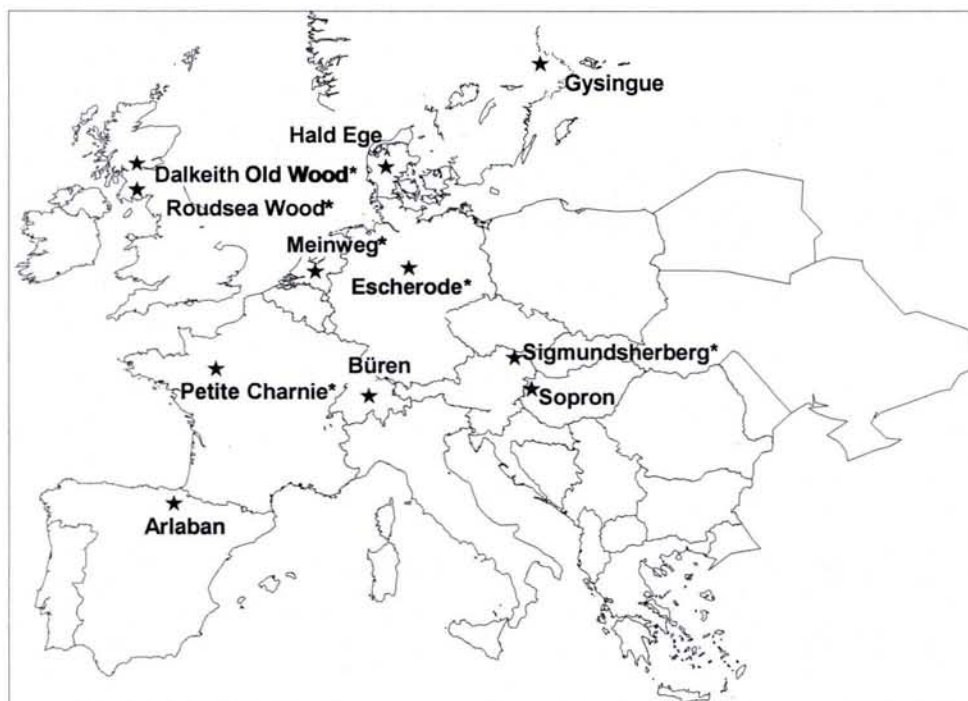 Gysingue
Hald Ege
Dalkeith Old Wood*
Roudsea Wood*
Meinweg*
Escherode*
Sigmundsherberg*
Büren
Petite Charnie*
Sopron
Arlaban